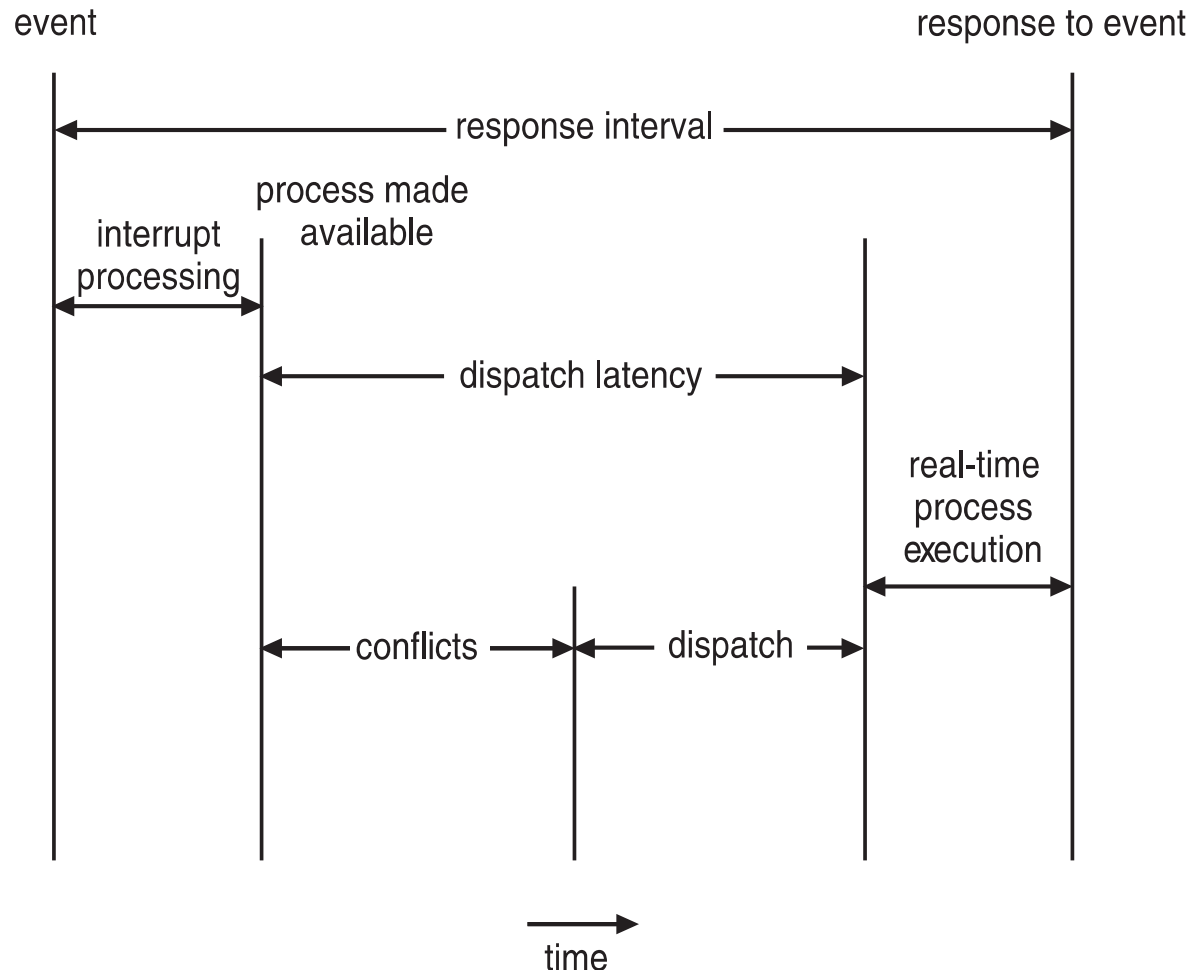 event
response to event
response interval
process made
available
interrupt
processing
dispatch latency
real-time
process
execution
conflicts
dispatch
time